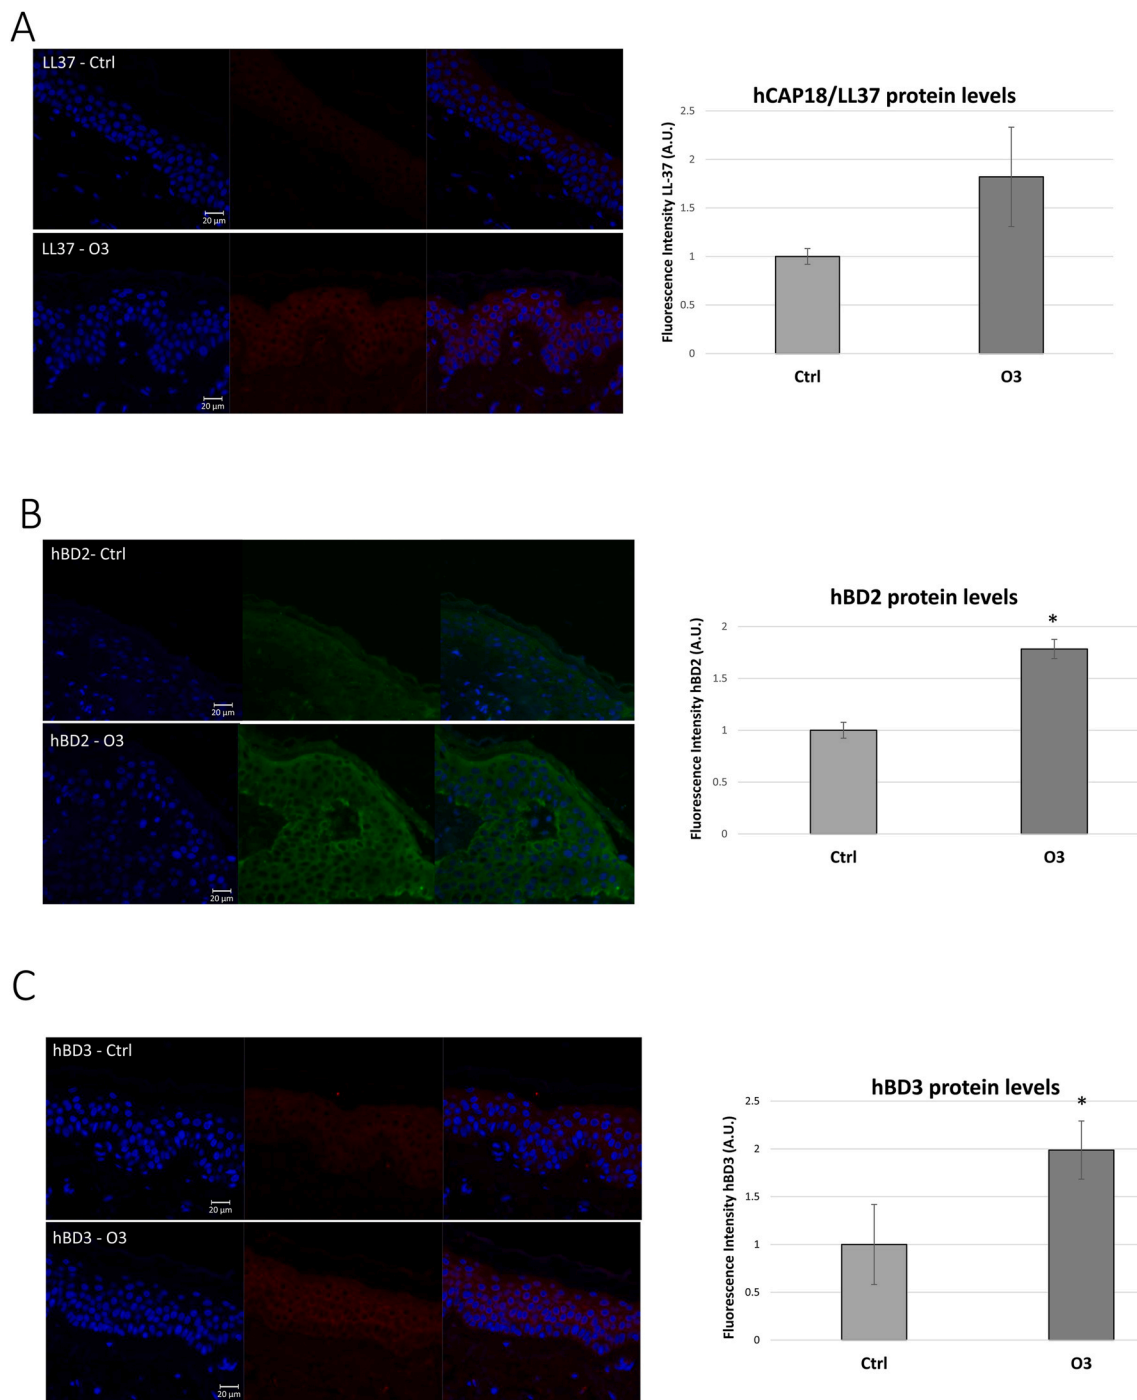 A
LL37 - Ctrl
20 µm
LL37 - O3
20 µm
hCAP18/LL37 protein levels
Fluorescence Intensity LL-37 (A.U.)
2.5
2
1.5
1
0.5
0
Ctrl O3
B
hBD2- Ctrl
20 µm
hBD2 - O3
20 µm
hBD2 protein levels
Fluorescence Intensity hBD2 (A.U.)
2
1.5
1
0.5
0
*
Ctrl O3
C
hBD3 - Ctrl
20 µm
hBD3 - O3
20 µm
hBD3 protein levels
Fluorescence Intensity hBD3 (A.U.)
2.5
2
1.5
1
0.5
0
*
Ctrl O3